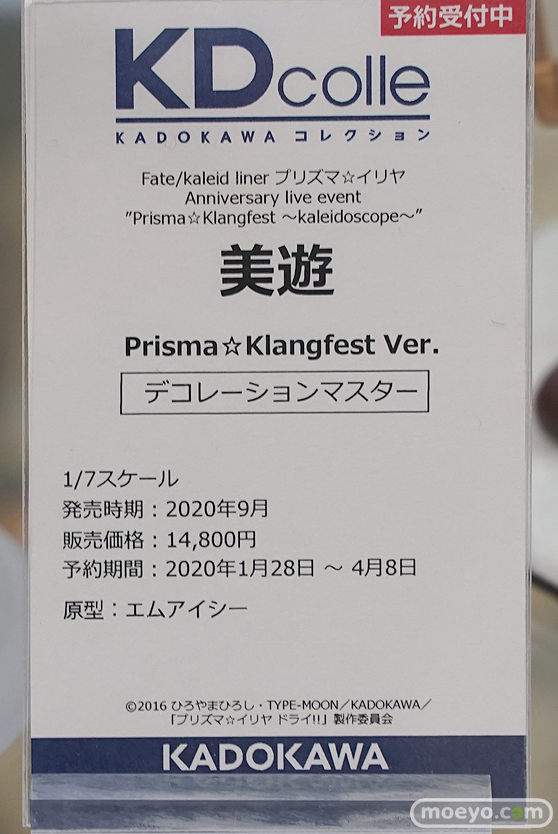 予約受付中
KDcolle
KADOKAWA コレクション
Fate/kaleid liner プリズマ☆イリヤ
Anniversary live event
"Prisma☆Klangfest ～kaleidoscope～"
美遊
Prisma☆Klangfest Ver.
デコレーションマスター
1/7スケール
発売時期：2020年9月
販売価格：14,800円
予約期間：2020年1月28日 ～ 4月8日
原型：エムアイシー
©2016 ひろやまひろし・TYPE-MOON／KADOKAWA／
「プリズマ☆イリヤ ドライ!!」製作委員会
KADOKAWA
moeyo.com